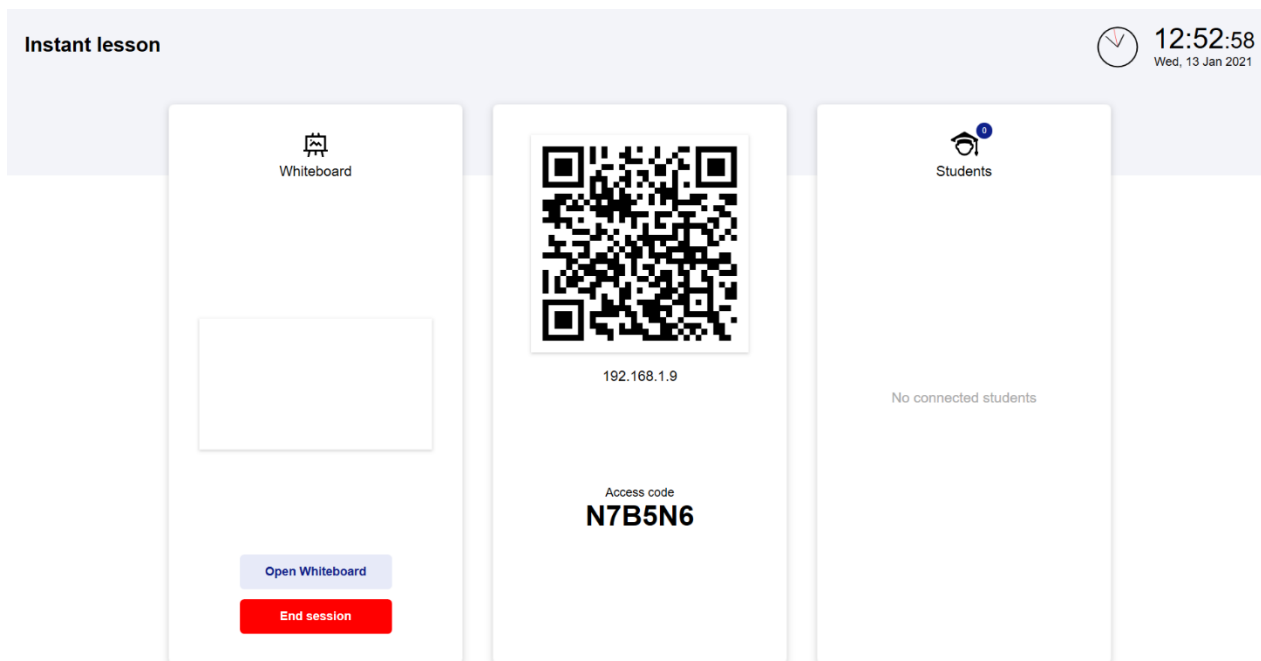 Instant lesson
12:52:58
Wed, 13 Jan 2021
Whiteboard
Open Whiteboard
End session
192.168.1.9
Access code
N7B5N6
0
Students
No connected students